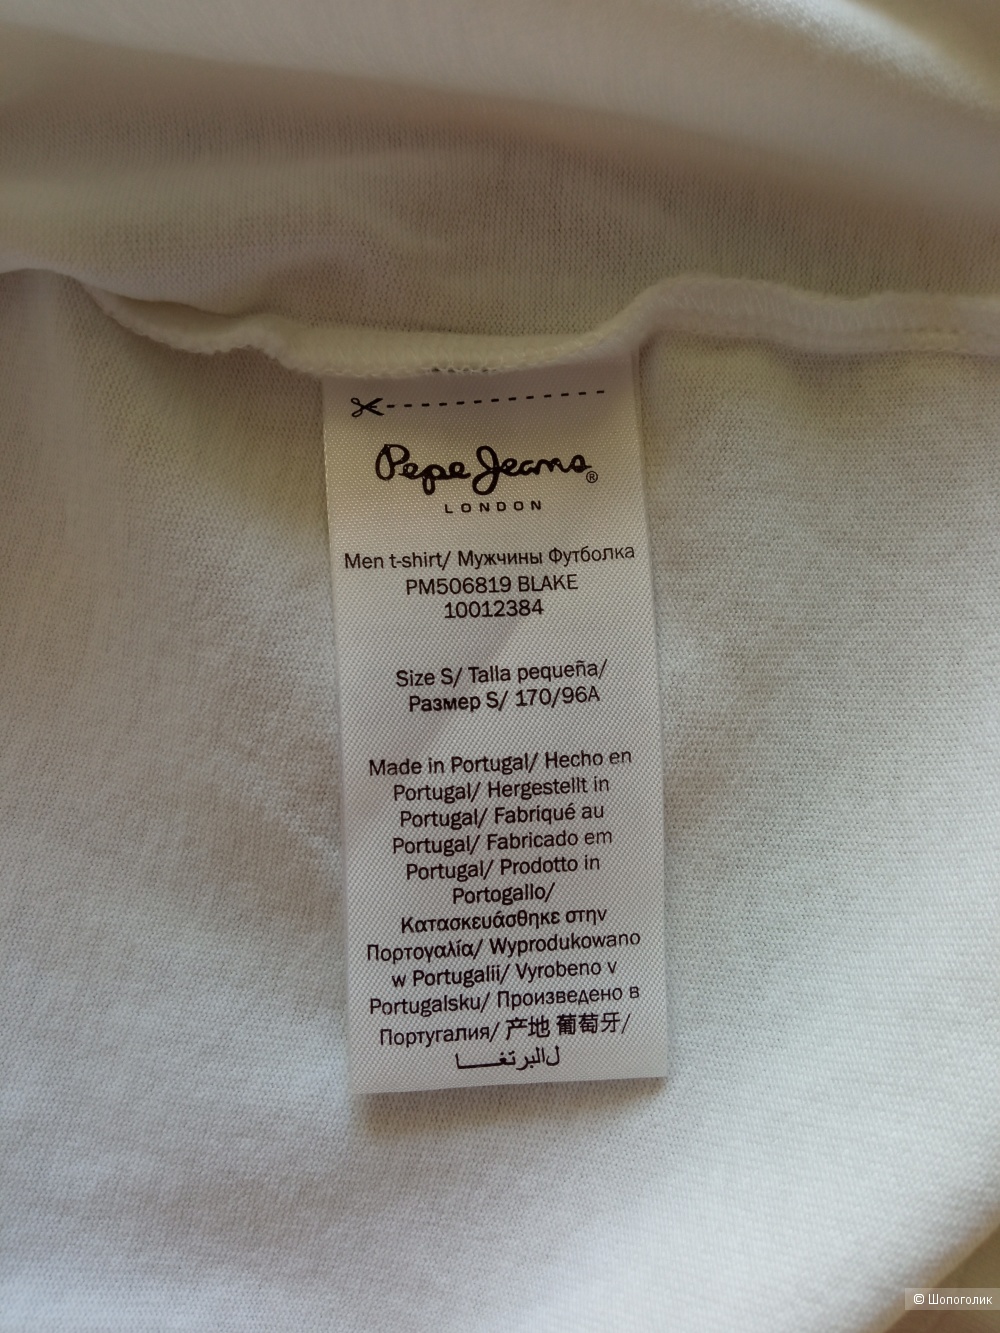 Pepe Jeans®
LONDON
Men t-shirt/ Мужчины Футболка
PM506819 BLAKE
10012384
Size S/ Talla pequeña/
Размер S/ 170/96A
Made in Portugal/ Hecho en
Portugal/ Hergestellt in
Portugal/ Fabriqué au
Portugal/ Fabricado em
Portugal/ Prodotto in
Portogallo/
Κατασκευάσθηκε στην
Πορτογαλία/ Wyprodukowano
w Portugalii/ Vyrobeno v
Portugalsku/ Произведено в
Португалия/ 产地 葡萄牙/
© Шопоголик